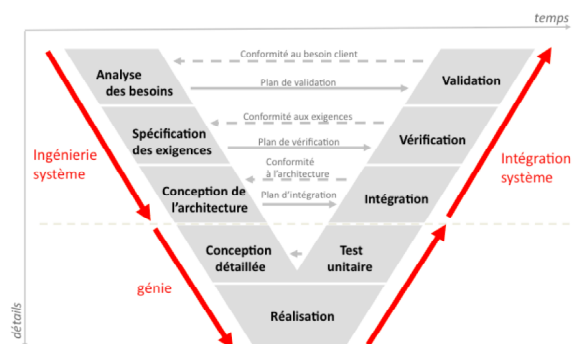 temps
Conformité au besoin client
Analyse
des besoins
Plan de validation
Validation
Conformité aux exigences
Spécification
des exigences
Plan de vérification
Vérification
Ingénierie
système
Intégration
système
Conformité
à l'architecture
Conception de
l'architecture
Plan d'intégration
Intégration
Conception
détaillée
Test
unitaire
génie
Réalisation
détails